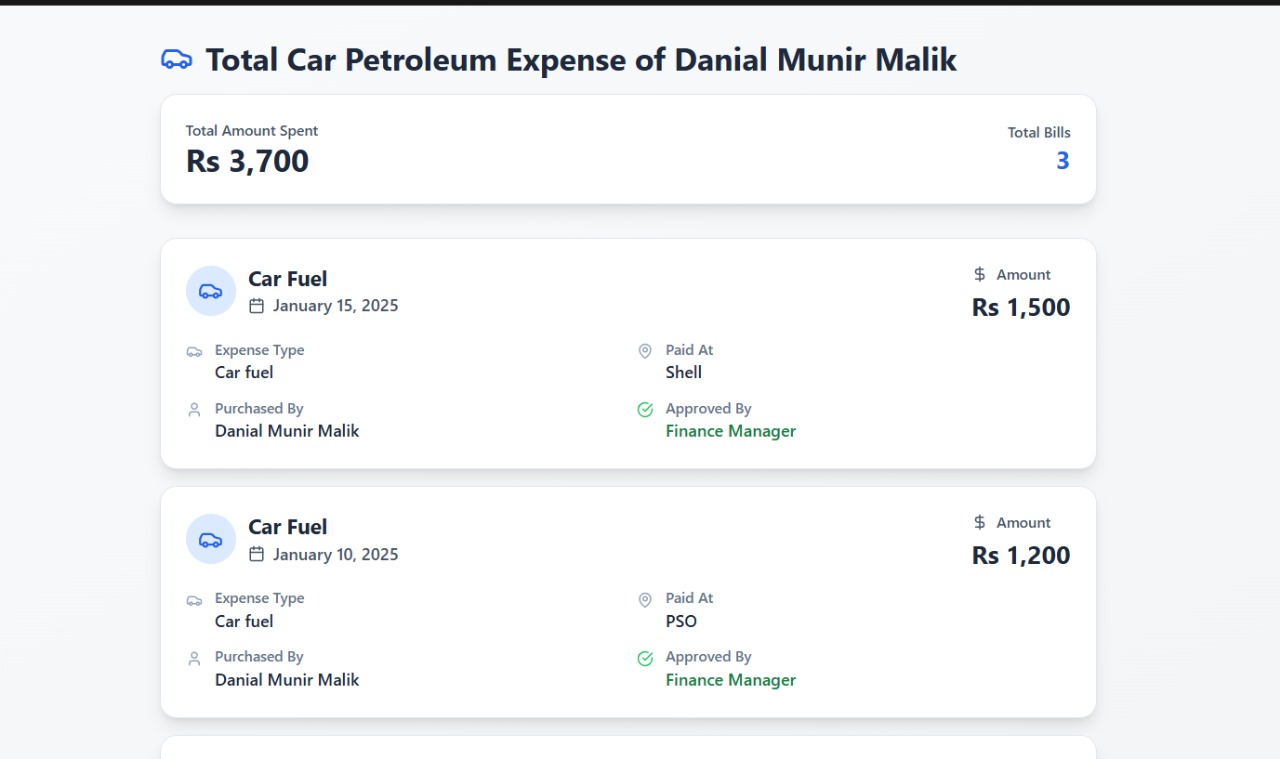 Total Car Petroleum Expense of Danial Munir Malik
Total Amount Spent
Rs 3,700
Total Bills
3
Car Fuel
January 15, 2025
Amount
Rs 1,500
Expense Type
Car fuel
Paid At
Shell
Purchased By
Danial Munir Malik
Approved By
Finance Manager
Car Fuel
January 10, 2025
Amount
Rs 1,200
Expense Type
Car fuel
Paid At
PSO
Purchased By
Danial Munir Malik
Approved By
Finance Manager